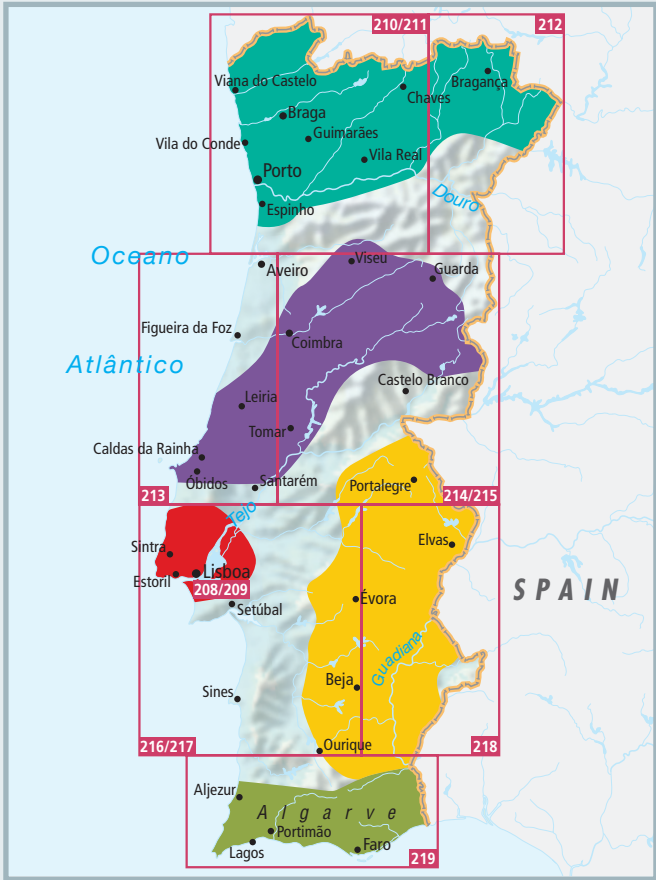 210/211
212
Viana do Castelo
Bragança
Chaves
Braga
Guimarães
Vila do Conde
Vila Real
Porto
Douro
Espinho
Oceano
Aveiro
Viseu
Guarda
Figueira da Foz
Coimbra
Atlântico
Castelo Branco
Leiria
Tomar
Caldas da Rainha
Óbidos
Santarém
Portalegre
213
214/215
Tejo
Elvas
Sintra
Estoril
Lisboa
208/209
SPAIN
Évora
Setúbal
Guadiana
Beja
Sines
Ourique
216/217
218
Aljezur
Algarve
Portimão
Lagos
Faro
219